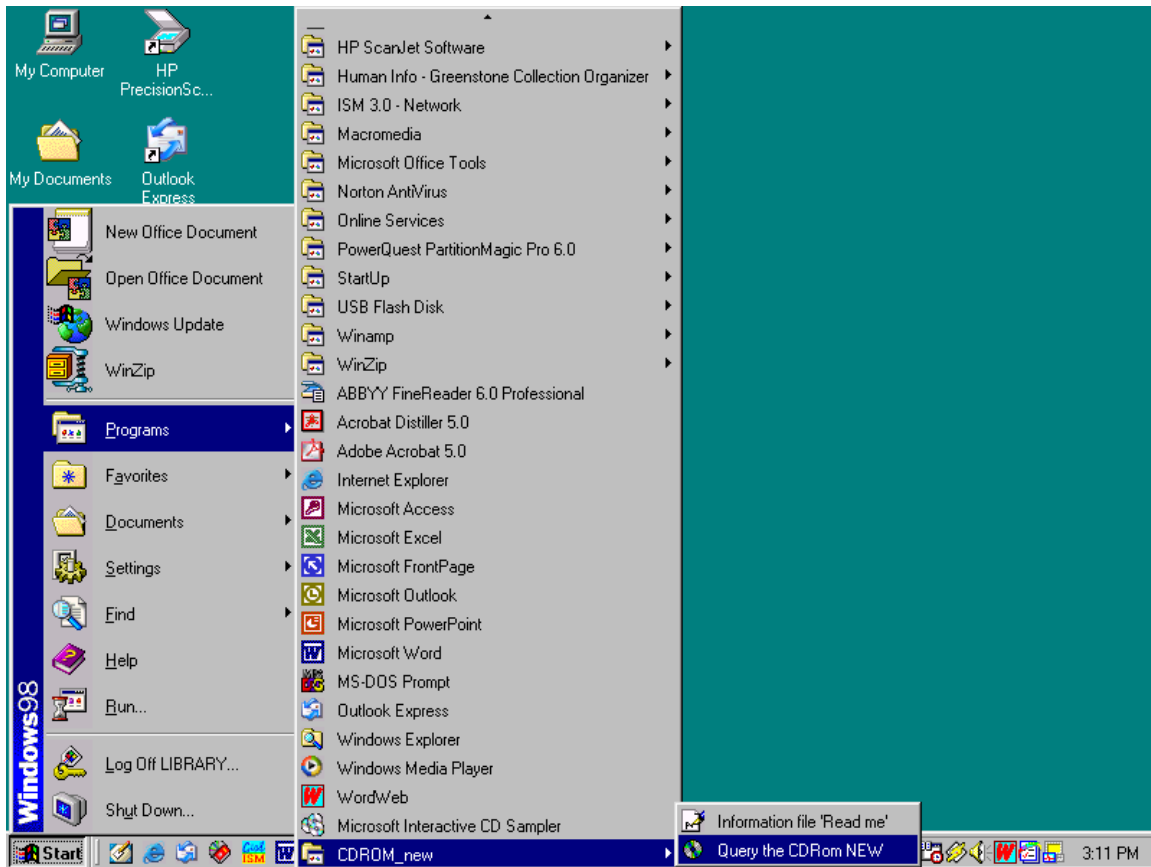 My Computer
HP
PrecisionSc...
My Documents
Outlook
Express
New Office Document
Open Office Document
Windows Update
WinZip
Programs
Favorites
Documents
Settings
Find
Help
Run...
Log Off LIBRARY...
Shut Down...
Windows98
HP ScanJet Software
Human Info - Greenstone Collection Organizer
ISM 3.0 - Network
Macromedia
Microsoft Office Tools
Norton AntiVirus
Online Services
PowerQuest PartitionMagic Pro 6.0
StartUp
USB Flash Disk
Winamp
WinZip
ABBYY FineReader 6.0 Professional
Acrobat Distiller 5.0
Adobe Acrobat 5.0
Internet Explorer
Microsoft Access
Microsoft Excel
Microsoft FrontPage
Microsoft Outlook
Microsoft PowerPoint
Microsoft Word
MS-DOS Prompt
Outlook Express
Windows Explorer
Windows Media Player
WordWeb
Microsoft Interactive CD Sampler
CDROM_new
Information file 'Read me'
Query the CDRom NEW
Start
ISM
3:11 PM